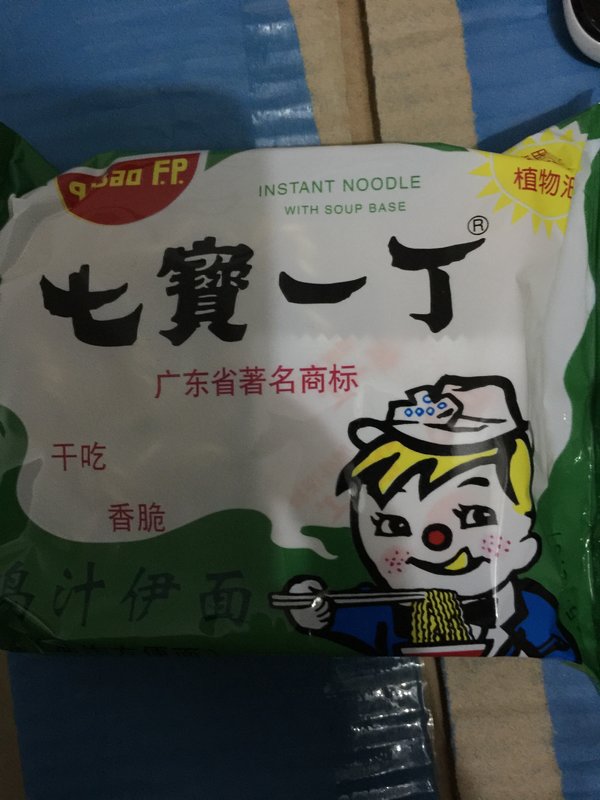 F.P.
植物
INSTANT NOODLE
WITH SOUP BASE
七寶一丁®
广东省著名商标
干吃
香脆
汁伊面